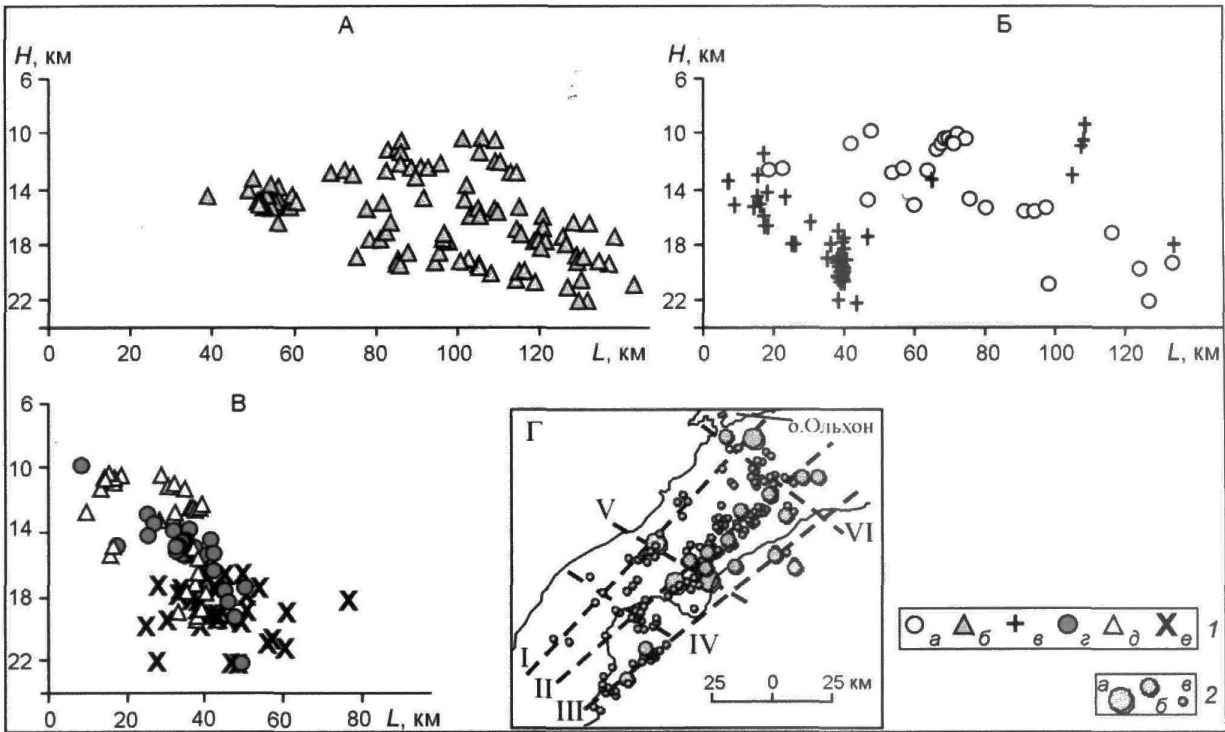 А
H, км
6
10
14
18
22
0 20 40 60 80 100 120 L, км
Б
H, км
6
10
14
18
22
0 20 40 60 80 100 120 L, км
В
6
10
14
18
22
0 20 40 60 80 L, км
Г
о.Ольхон
V
VI
I
IV
II
III
25 0 25 км
а б в г д е 1
а б в 2